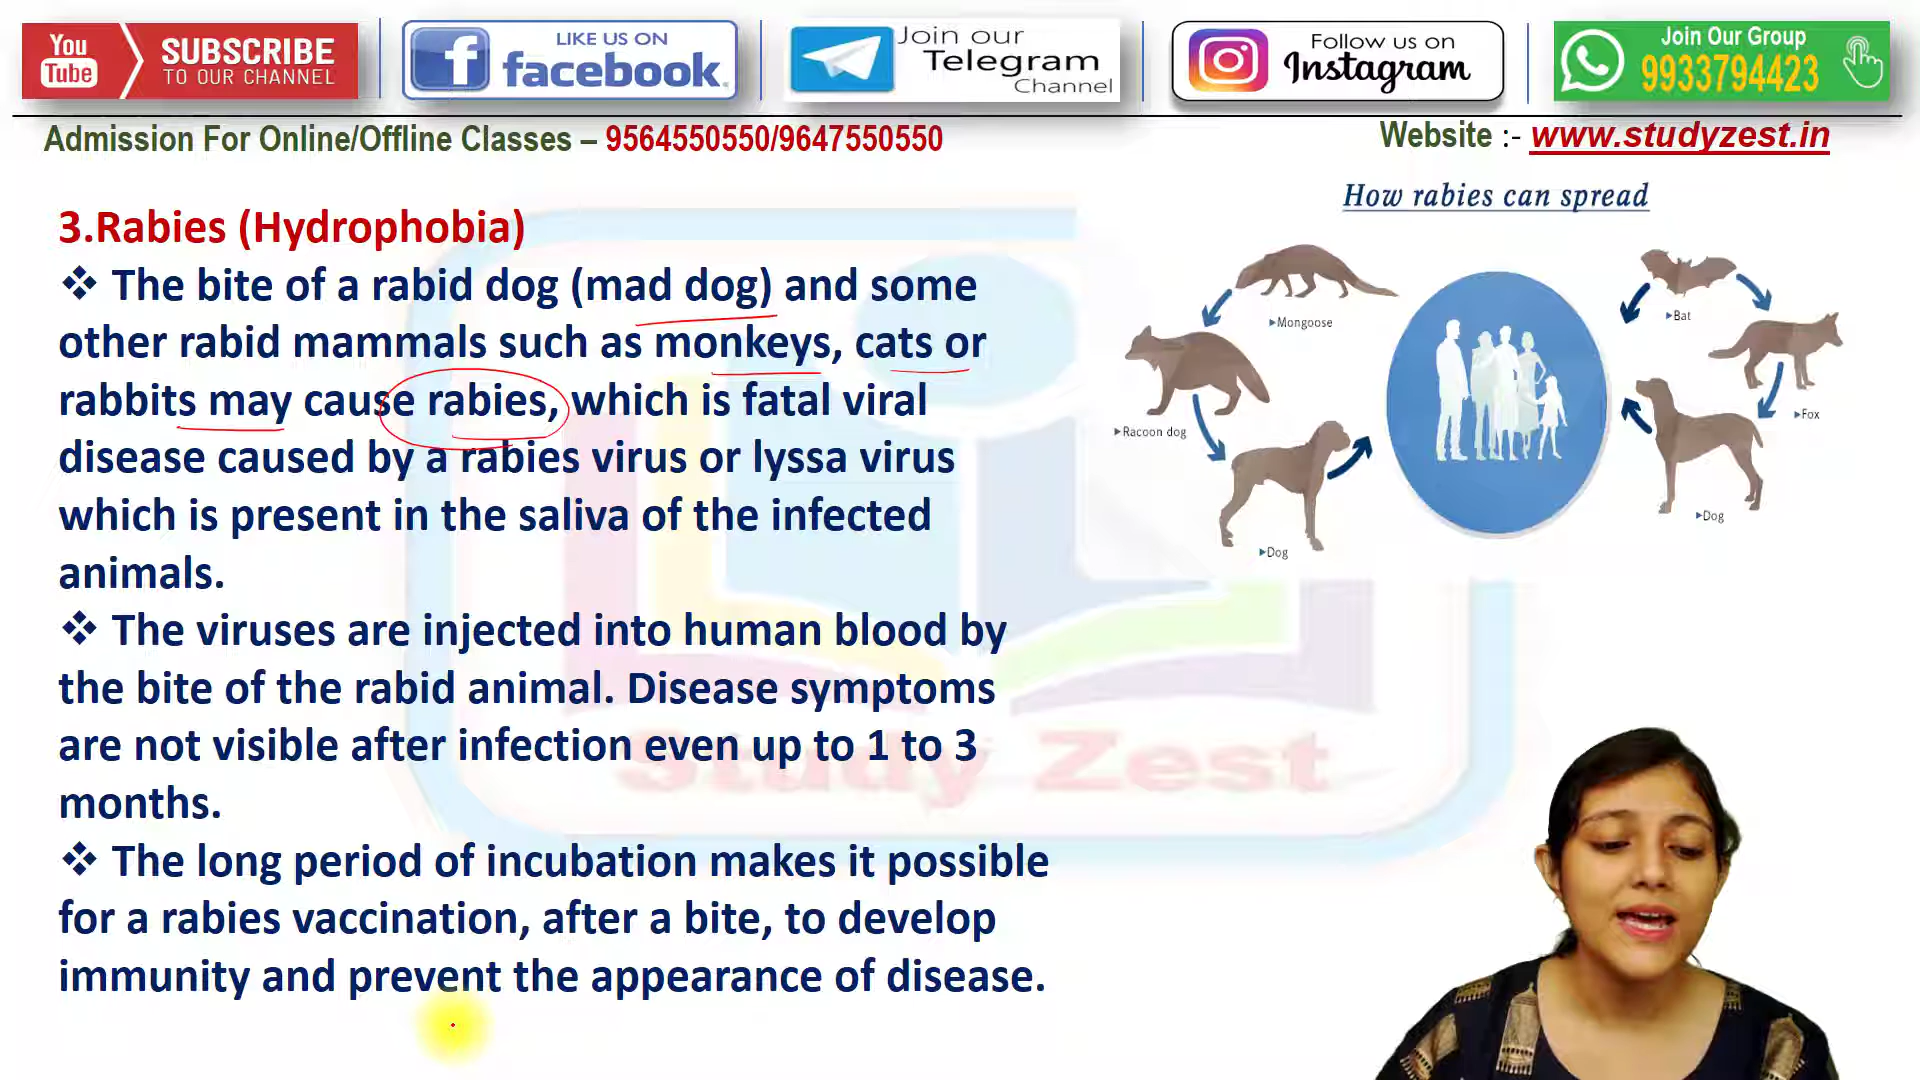 You Tube
SUBSCRIBE
TO OUR CHANNEL
LIKE US ON
facebook.
Join our
Telegram
Channel
Follow us on
Instagram
Join Our Group
9933794423
Admission For Online/Offline Classes – 9564550550/9647550550
Website :- www.studyzest.in
3.Rabies (Hydrophobia)
❖ The bite of a rabid dog (mad dog) and some
other rabid mammals such as monkeys, cats or
rabbits may cause rabies, which is fatal viral
disease caused by a rabies virus or lyssa virus
which is present in the saliva of the infected
animals.
❖ The viruses are injected into human blood by
the bite of the rabid animal. Disease symptoms
are not visible after infection even up to 1 to 3
months.
❖ The long period of incubation makes it possible
for a rabies vaccination, after a bite, to develop
immunity and prevent the appearance of disease.
How rabies can spread
Mongoose
Bat
Racoon dog
Fox
Dog
Dog
Study Zest